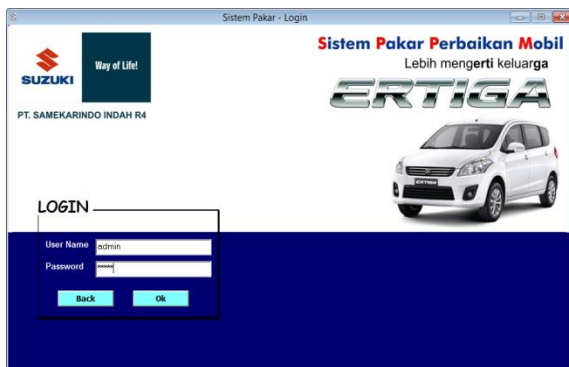 Sistem Pakar - Login
SUZUKI
Way of Life!
PT. SAMEKARINDO INDAH R4
Sistem Pakar Perbaikan Mobil
Lebih mengerti keluarga
ERTIGA
ERTIGA
LOGIN
User Name admin
Password *****
Back Ok